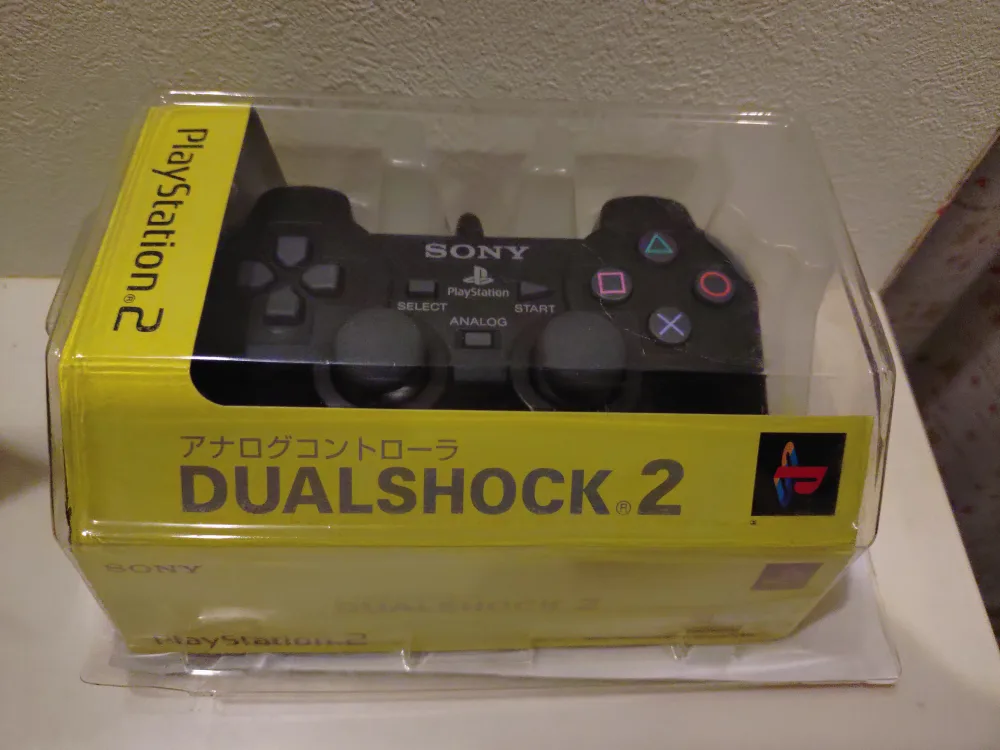 PlayStation®2
SONY
PlayStation
SELECT
START
ANALOG
アナログコントローラ
DUALSHOCK®2
SONY
DUALSHOCK 2
PlayStation 2